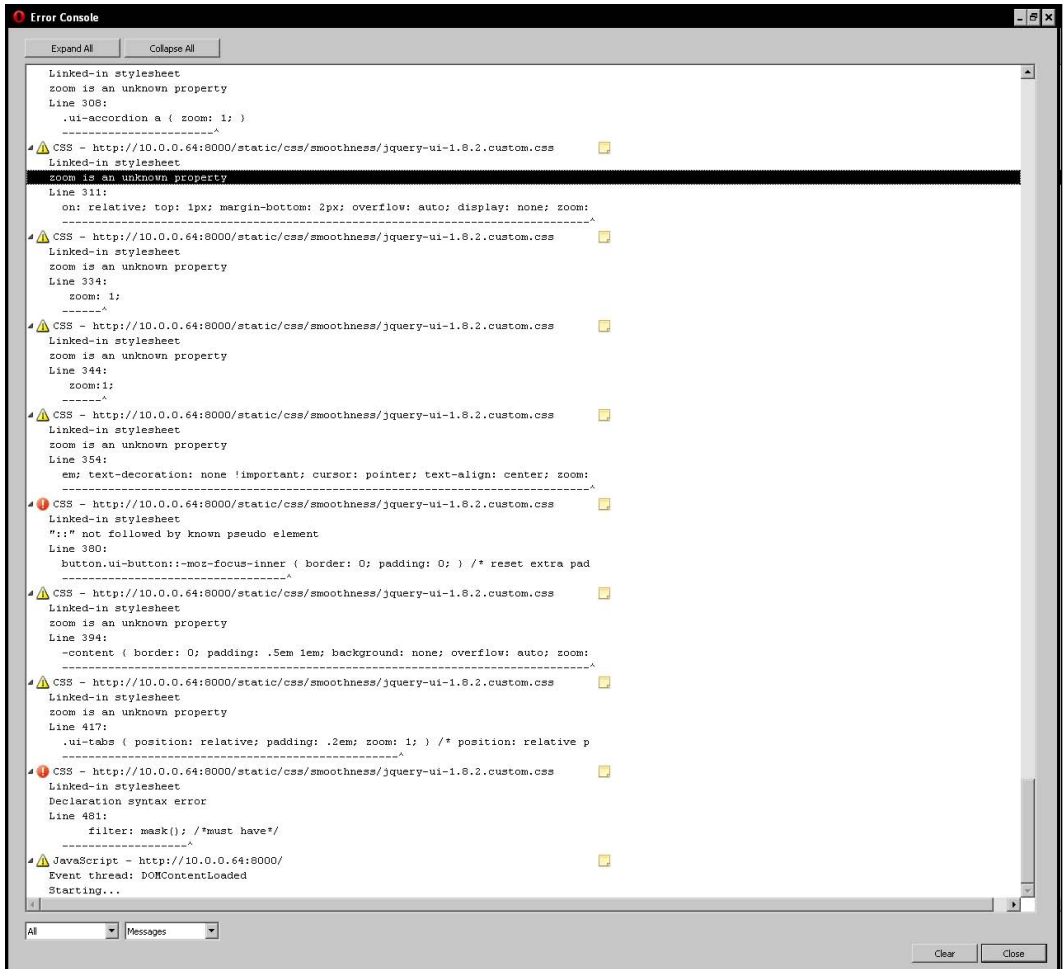 Error Console
Expand All Collapse All
Linked-in stylesheet
zoom is an unknown property
Line 308:
.ui-accordion a { zoom: 1; }
-----------------------^
CSS - http://10.0.0.64:8000/static/css/smoothness/jquery-ui-1.8.2.custom.css
Linked-in stylesheet
zoom is an unknown property
Line 311:
on: relative; top: 1px; margin-bottom: 2px; overflow: auto; display: none; zoom:
--------------------------------------------------------------------------------^
CSS - http://10.0.0.64:8000/static/css/smoothness/jquery-ui-1.8.2.custom.css
Linked-in stylesheet
zoom is an unknown property
Line 334:
zoom: 1;
------^
CSS - http://10.0.0.64:8000/static/css/smoothness/jquery-ui-1.8.2.custom.css
Linked-in stylesheet
zoom is an unknown property
Line 344:
zoom:1;
------^
CSS - http://10.0.0.64:8000/static/css/smoothness/jquery-ui-1.8.2.custom.css
Linked-in stylesheet
zoom is an unknown property
Line 354:
em; text-decoration: none !important; cursor: pointer; text-align: center; zoom:
--------------------------------------------------------------------------------^
CSS - http://10.0.0.64:8000/static/css/smoothness/jquery-ui-1.8.2.custom.css
Linked-in stylesheet
"::" not followed by known pseudo element
Line 380:
button.ui-button::-moz-focus-inner { border: 0; padding: 0; } /* reset extra pad
----------------------------------^
CSS - http://10.0.0.64:8000/static/css/smoothness/jquery-ui-1.8.2.custom.css
Linked-in stylesheet
zoom is an unknown property
Line 394:
-content { border: 0; padding: .5em 1em; background: none; overflow: auto; zoom:
--------------------------------------------------------------------------------^
CSS - http://10.0.0.64:8000/static/css/smoothness/jquery-ui-1.8.2.custom.css
Linked-in stylesheet
zoom is an unknown property
Line 417:
.ui-tabs { position: relative; padding: .2em; zoom: 1; } /* position: relative p
---------------------------------------------------^
CSS - http://10.0.0.64:8000/static/css/smoothness/jquery-ui-1.8.2.custom.css
Linked-in stylesheet
Declaration syntax error
Line 481:
filter: mask(); /*must have*/
-------------------^
JavaScript - http://10.0.0.64:8000/
Event thread: DOMContentLoaded
Starting...
All Messages
Clear Close